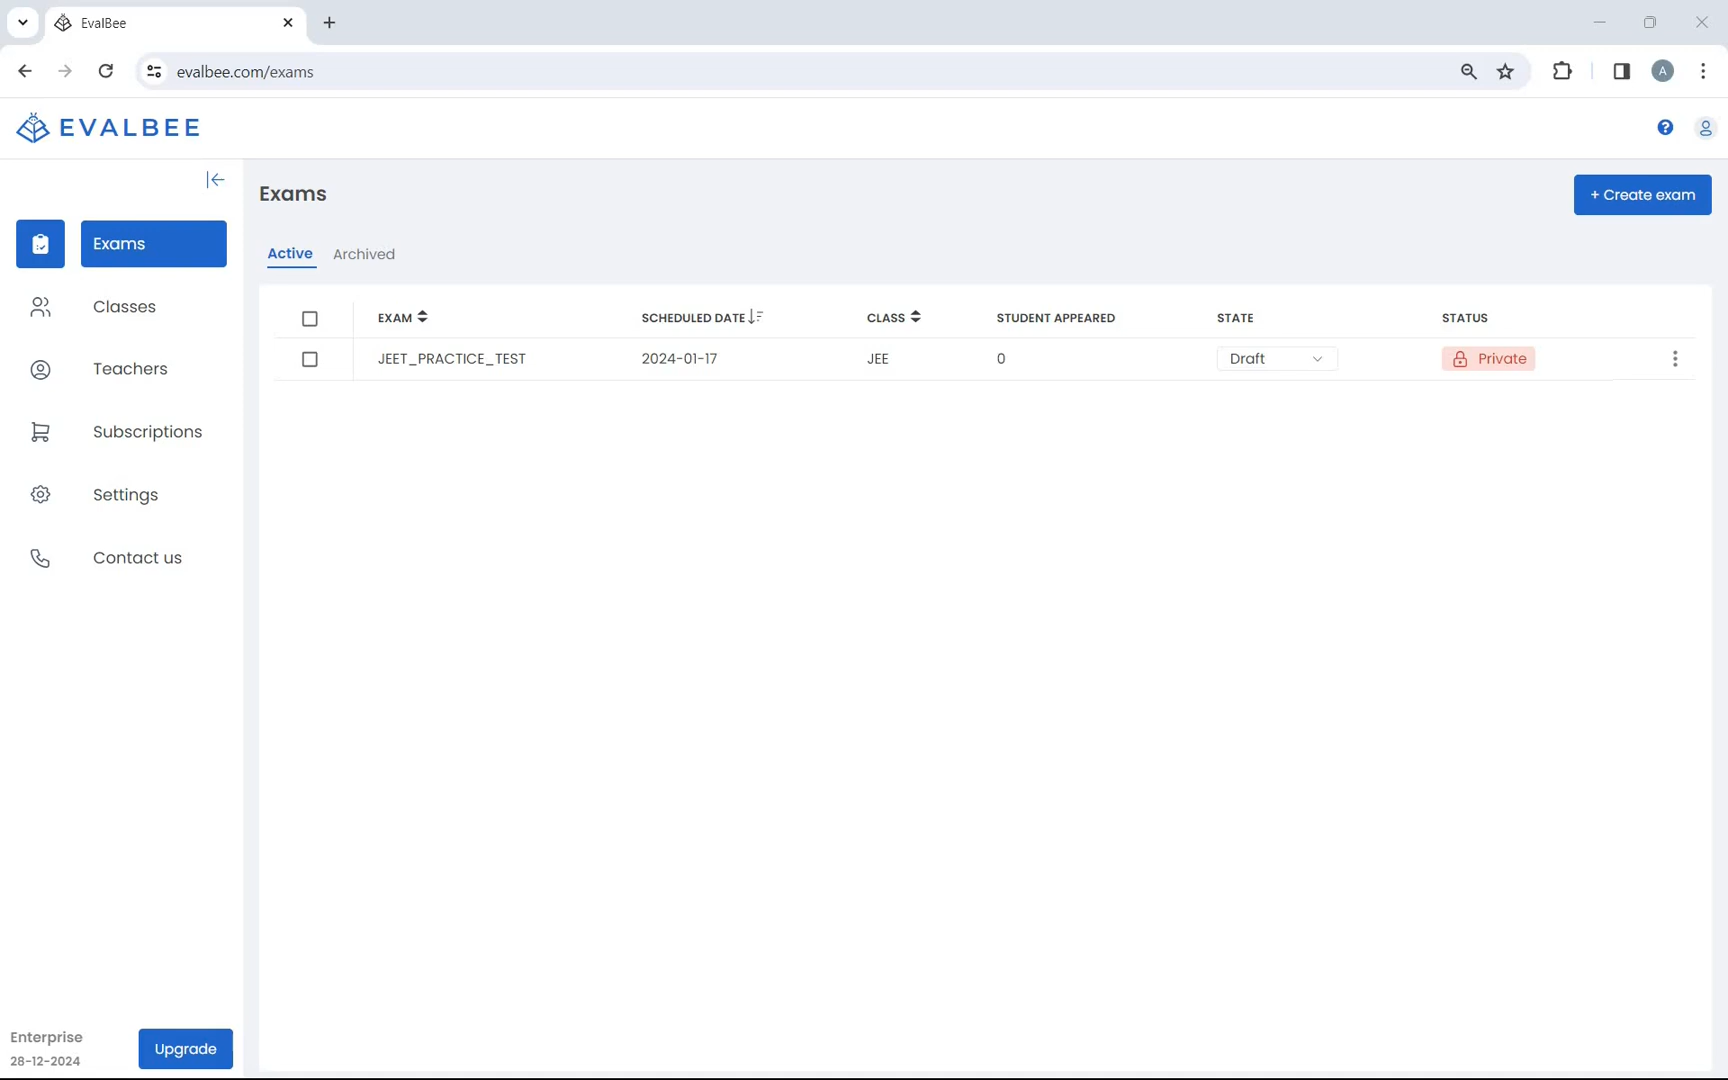 EvalBee
evalbee.com/exams
A
EVALBEE
?
Exams
+ Create exam
Exams
Active Archived
Classes
EXAM SCHEDULED DATE CLASS STUDENT APPEARED STATE STATUS
JEET_PRACTICE_TEST 2024-01-17 JEE 0 Draft Private
Teachers
Subscriptions
Settings
Contact us
Enterprise
28-12-2024
Upgrade